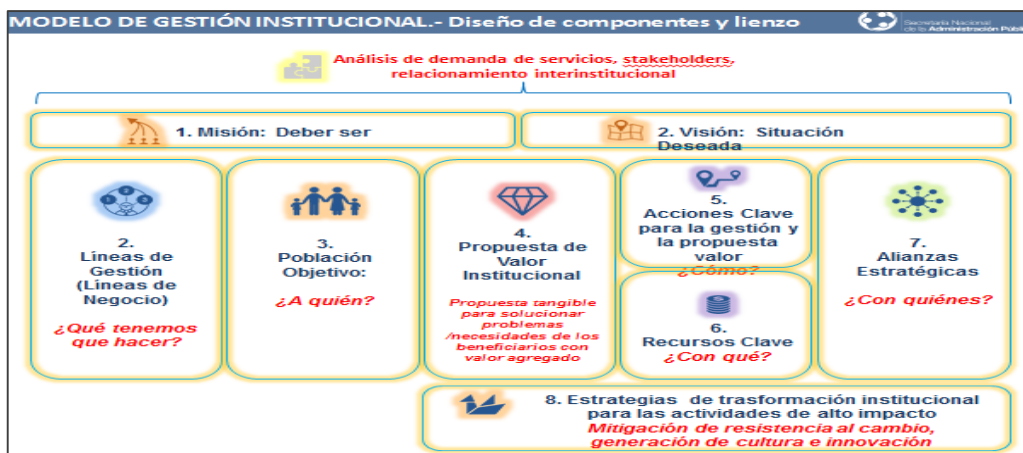 MODELO DE GESTIÓN INSTITUCIONAL.- Diseño de componentes y lienzo
Secretaría Nacional
de la Administración Pública
Análisis de demanda de servicios, stakeholders,
relacionamiento interinstitucional
1. Misión: Deber ser
2. Visión: Situación
Deseada
2.
Líneas de
Gestión
(Líneas de
Negocio)
¿Qué tenemos
que hacer?
3.
Población
Objetivo:
¿A quién?
4.
Propuesta de
Valor
Institucional
Propuesta tangible
para solucionar
problemas
/necesidades de los
beneficiarios con
valor agregado
5.
Acciones Clave
para la gestión y
la propuesta
valor
¿Cómo?
6.
Recursos Clave
¿Con qué?
7.
Alianzas
Estratégicas
¿Con quiénes?
8. Estrategias de trasformación institucional
para las actividades de alto impacto
Mitigación de resistencia al cambio,
generación de cultura e innovación